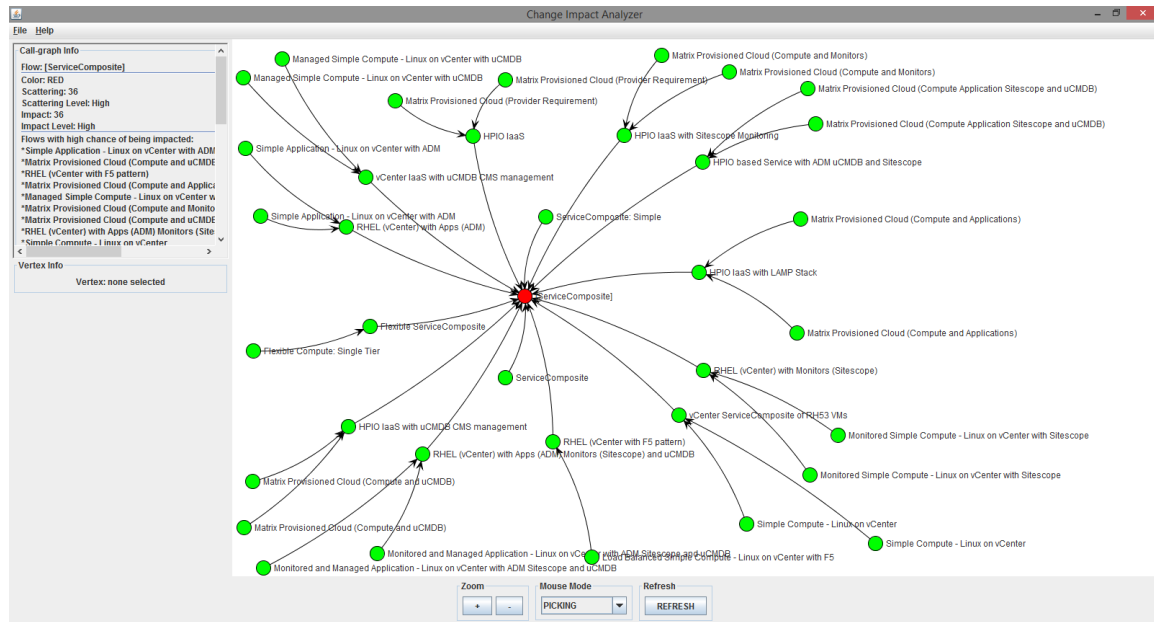 Change Impact Analyzer
File Help
Call-graph Info
Flow: [ServiceComposite]
Color: RED
Scattering: 36
Scattering Level: High
Impact: 36
Impact Level: High
Flows with high chance of being impacted:
*Simple Application - Linux on vCenter with ADM
*Matrix Provisioned Cloud (Compute and uCMDB
*RHEL (vCenter with F5 pattern)
*Matrix Provisioned Cloud (Compute and Applica
*Managed Simple Compute - Linux on vCenter w
*Matrix Provisioned Cloud (Compute and Monito
*Matrix Provisioned Cloud (Compute and uCMDB
*RHEL (vCenter) with Apps (ADM) Monitors (Site
*Simple Compute - Linux on vCenter
Vertex Info
Vertex: none selected
Managed Simple Compute - Linux on vCenter with uCMDB
Matrix Provisioned Cloud (Compute and Monitors)
Managed Simple Compute - Linux on vCenter with uCMDB
Matrix Provisioned Cloud (Provider Requirement)
Matrix Provisioned Cloud (Compute and Monitors)
Matrix Provisioned Cloud (Compute Application Sitescope and uCMDB)
Matrix Provisioned Cloud (Provider Requirement)
Matrix Provisioned Cloud (Compute Application Sitescope and uCMDB)
HPIO IaaS
HPIO IaaS with Sitescope Monitoring
Simple Application - Linux on vCenter with ADM
HPIO based Service with ADM uCMDB and Sitescope
vCenter IaaS with uCMDB CMS management
Simple Application - Linux on vCenter with ADM
ServiceComposite: Simple
Matrix Provisioned Cloud (Compute and Applications)
RHEL (vCenter) with Apps (ADM)
HPIO IaaS with LAMP Stack
[ServiceComposite]
Flexible ServiceComposite
Matrix Provisioned Cloud (Compute and Applications)
Flexible Compute: Single Tier
RHEL (vCenter) with Monitors (Sitescope)
ServiceComposite
vCenter ServiceComposite of RH53 VMs
HPIO IaaS with uCMDB CMS management
Monitored Simple Compute - Linux on vCenter with Sitescope
RHEL (vCenter with F5 pattern)
RHEL (vCenter) with Apps (ADM) Monitors (Sitescope) and uCMDB
Monitored Simple Compute - Linux on vCenter with Sitescope
Matrix Provisioned Cloud (Compute and uCMDB)
Simple Compute - Linux on vCenter
Matrix Provisioned Cloud (Compute and uCMDB)
Simple Compute - Linux on vCenter
Monitored and Managed Application - Linux on vCenter with ADM Sitescope and uCMDB
Load Balanced Simple Compute - Linux on vCenter with F5
Monitored and Managed Application - Linux on vCenter with ADM Sitescope and uCMDB
Zoom
+ -
Mouse Mode
PICKING
Refresh
REFRESH